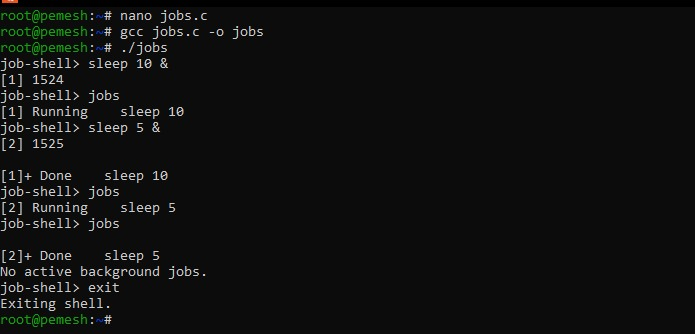 root@pemesh:~# nano jobs.c
root@pemesh:~# gcc jobs.c -o jobs
root@pemesh:~# ./jobs
job-shell> sleep 10 &
[1] 1524
job-shell> jobs
[1] Running    sleep 10
job-shell> sleep 5 &
[2] 1525
[1]+ Done    sleep 10
job-shell> jobs
[2] Running    sleep 5
job-shell> jobs
[2]+ Done    sleep 5
No active background jobs.
job-shell> exit
Exiting shell.
root@pemesh:~#